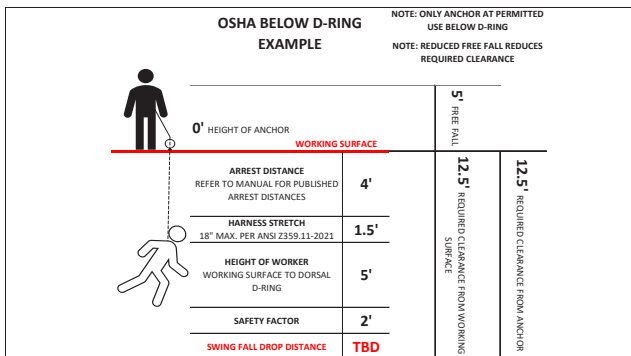 OSHA BELOW D-RING
EXAMPLE
NOTE: ONLY ANCHOR AT PERMITTED
USE BELOW D-RING
NOTE: REDUCED FREE FALL REDUCES
REQUIRED CLEARANCE
0' HEIGHT OF ANCHOR
WORKING SURFACE
5' FREE FALL
ARREST DISTANCE
REFER TO MANUAL FOR PUBLISHED
ARREST DISTANCES
4'
HARNESS STRETCH
18" MAX. PER ANSI Z359.11-2021
1.5'
HEIGHT OF WORKER
WORKING SURFACE TO DORSAL
D-RING
5'
SAFETY FACTOR
2'
SWING FALL DROP DISTANCE
TBD
12.5' REQUIRED CLEARANCE FROM WORKING
SURFACE
12.5' REQUIRED CLEARANCE FROM ANCHOR